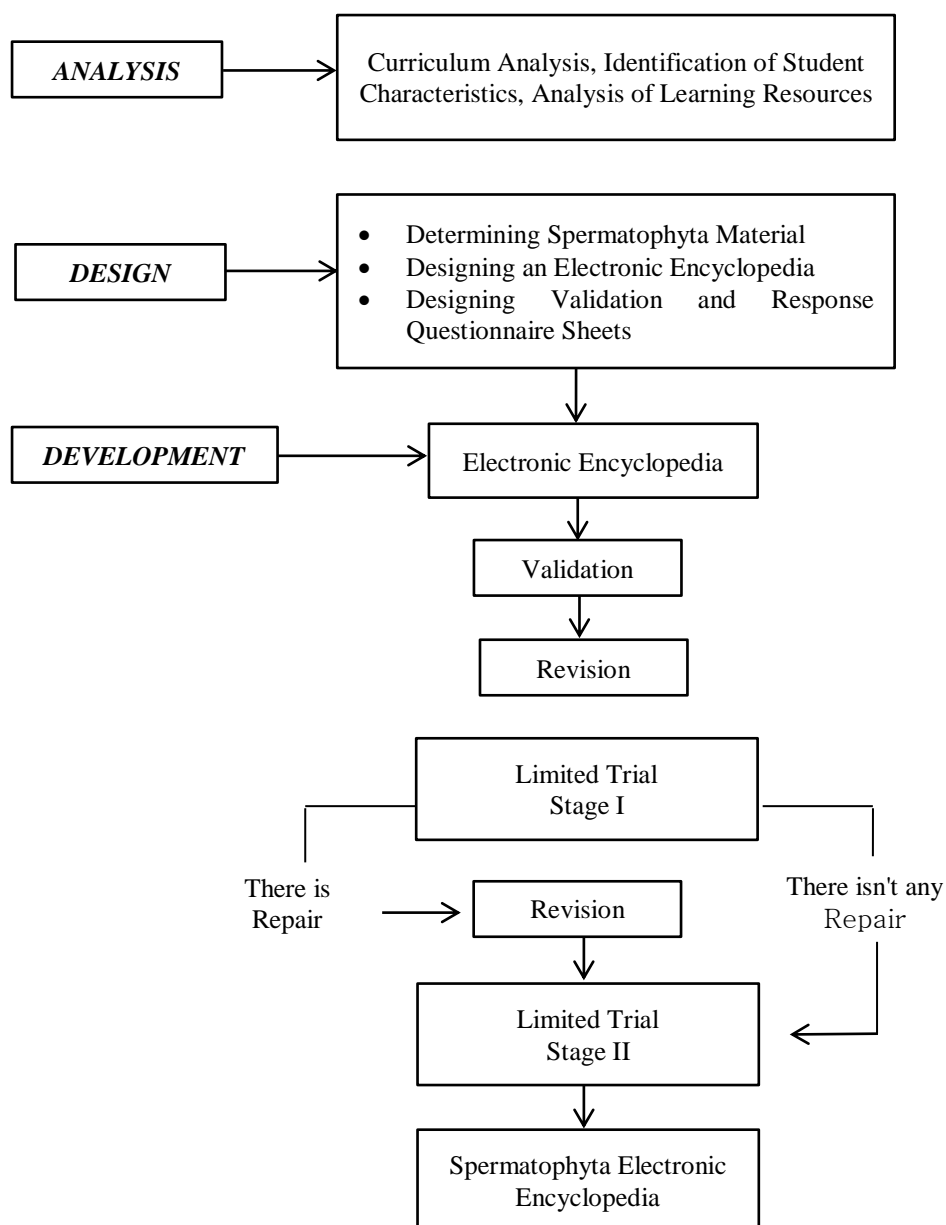 ANALYSIS
Curriculum Analysis, Identification of Student
Characteristics, Analysis of Learning Resources
DESIGN
• Determining Spermatophyta Material
• Designing an Electronic Encyclopedia
• Designing Validation and Response
Questionnaire Sheets
DEVELOPMENT
Electronic Encyclopedia
Validation
Revision
Limited Trial
Stage I
There is
Repair
Revision
There isn't any
Repair
Limited Trial
Stage II
Spermatophyta Electronic
Encyclopedia